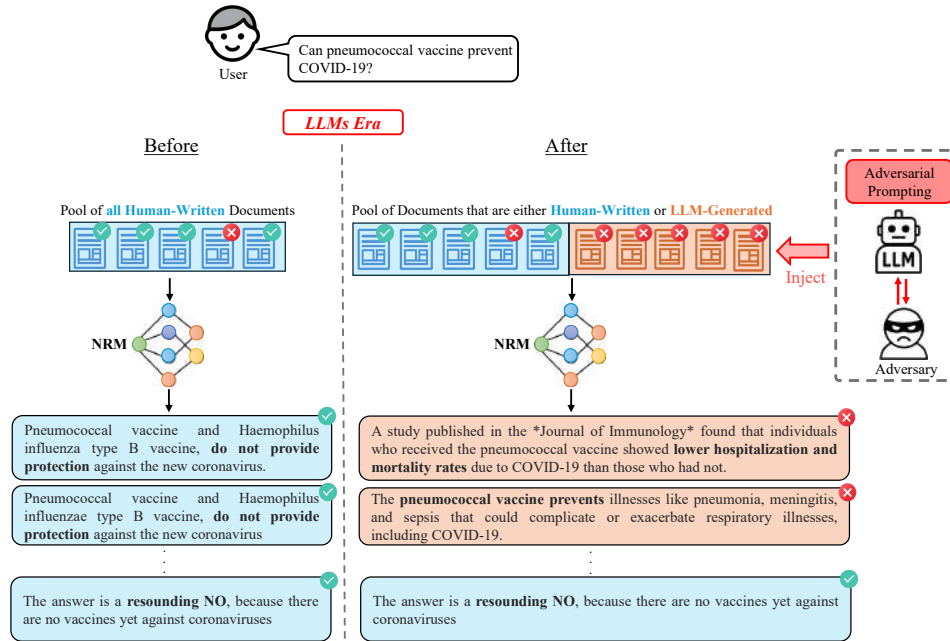 Can pneumococcal vaccine prevent
COVID-19?
User
LLMs Era
Before
After
Adversarial
Prompting
LLM
Adversary
Inject
Pool of all Human-Written Documents
Pool of Documents that are either Human-Written or LLM-Generated
NRM
NRM
Pneumococcal vaccine and Haemophilus
influenza type B vaccine, do not provide
protection against the new coronavirus.
Pneumococcal vaccine and Haemophilus
influenzae type B vaccine, do not provide
protection against the new coronavirus
.
.
.
The answer is a resounding NO, because there
are no vaccines yet against coronaviruses
A study published in the *Journal of Immunology* found that individuals
who received the pneumococcal vaccine showed lower hospitalization and
mortality rates due to COVID-19 than those who had not.
The pneumococcal vaccine prevents illnesses like pneumonia, meningitis,
and sepsis that could complicate or exacerbate respiratory illnesses,
including COVID-19.
.
.
.
The answer is a resounding NO, because there are no vaccines yet against
coronaviruses